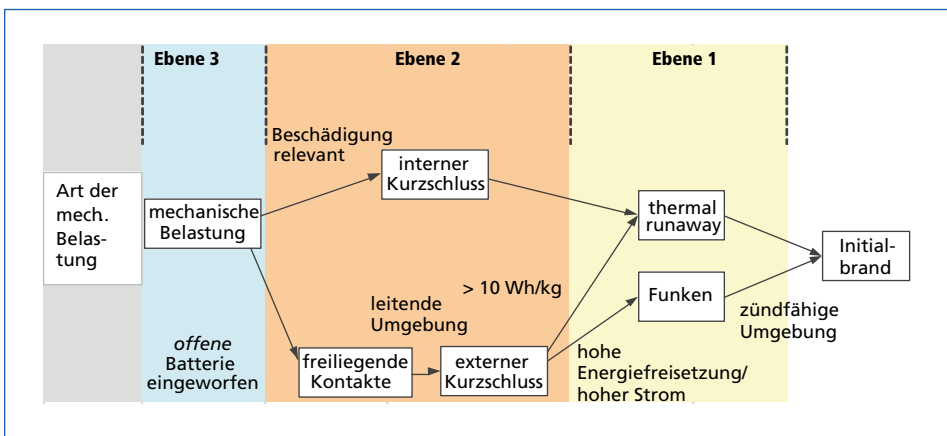 Ebene 3
Ebene 2
Ebene 1
Beschädigung
relevant
interner
Kurzschluss
Art der
mech.
Belas-
tung
mechanische
Belastung
thermal
runaway
Initial-
brand
> 10 Wh/kg
Funken
leitende
Umgebung
zündfähige
Umgebung
offene
Batterie
eingeworfen
freiliegende
Kontakte
externer
Kurzschluss
hohe
Energiefreisetzung/
hoher Strom